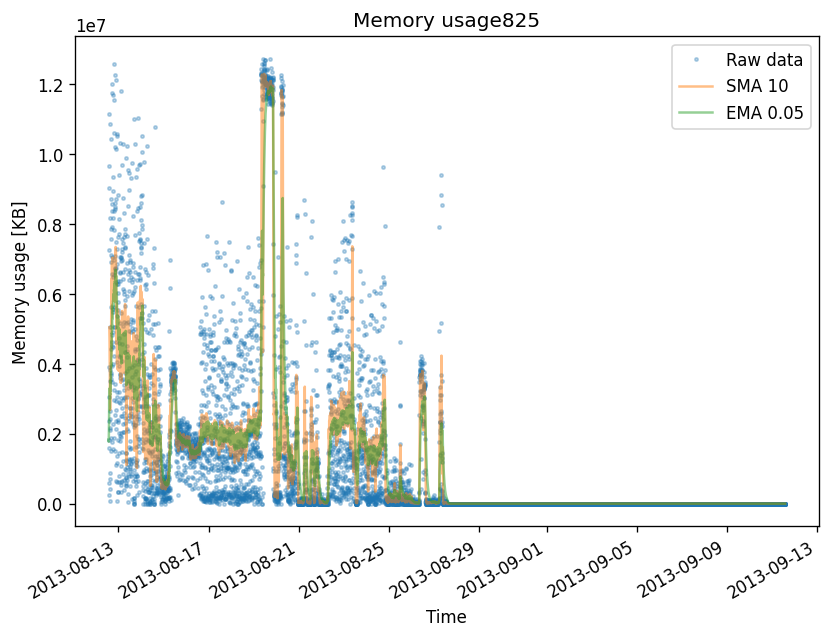 Memory usage825
1e7
Raw data
SMA 10
EMA 0.05
1.2
1.0
0.8
0.6
0.4
0.2
0.0
Memory usage [KB]
2013-08-13
2013-08-17
2013-08-21
2013-08-25
2013-08-29
2013-09-01
2013-09-05
2013-09-09
2013-09-13
Time